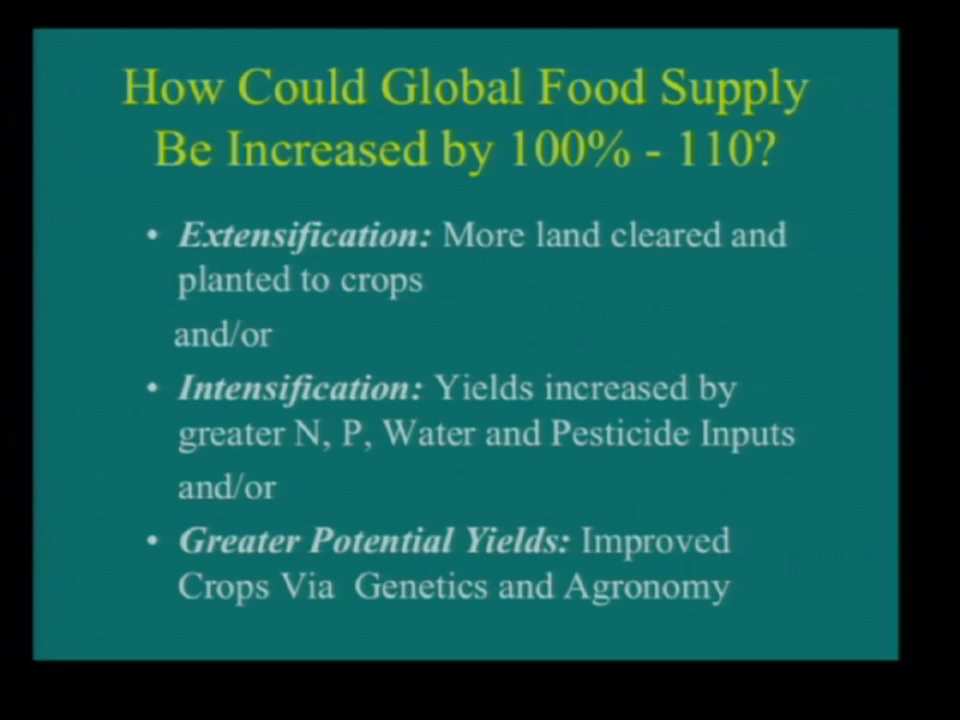 How Could Global Food Supply
Be Increased by 100% - 110?
• Extensification: More land cleared and
planted to crops
and/or
• Intensification: Yields increased by
greater N, P, Water and Pesticide Inputs
and/or
• Greater Potential Yields: Improved
Crops Via Genetics and Agronomy